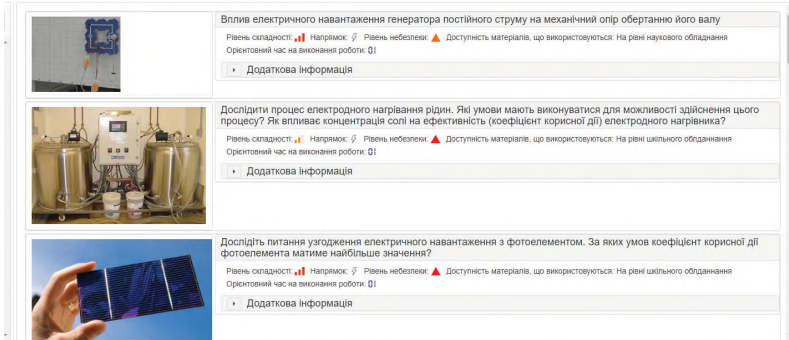 Вплив електричного навантаження генератора постійного струму на механічний опір обертанню його валу
Рівень складності: Напрямок: Рівень небезпеки: Доступність матеріалів, що використовуються: На рівні наукового обладнання
Орієнтовний час на виконання роботи:
Додаткова інформація
Дослідити процес електродного нагрівання рідин. Які умови мають виконуватися для можливості здійснення цього
процесу? Як впливає концентрація солі на ефективність (коефіцієнт корисної дії) електродного нагрівника?
Рівень складності: Напрямок: Рівень небезпеки: Доступність матеріалів, що використовуються: На рівні шкільного облданнання
Орієнтовний час на виконання роботи:
Додаткова інформація
Дослідіть питання узгодження електричного навантаження з фотоелементом. За яких умов коефіцієнт корисної дії
фотоелемента матиме найбільше значення?
Рівень складності: Напрямок: Рівень небезпеки: Доступність матеріалів, що використовуються: На рівні шкільного облданнання
Орієнтовний час на виконання роботи:
Додаткова інформація